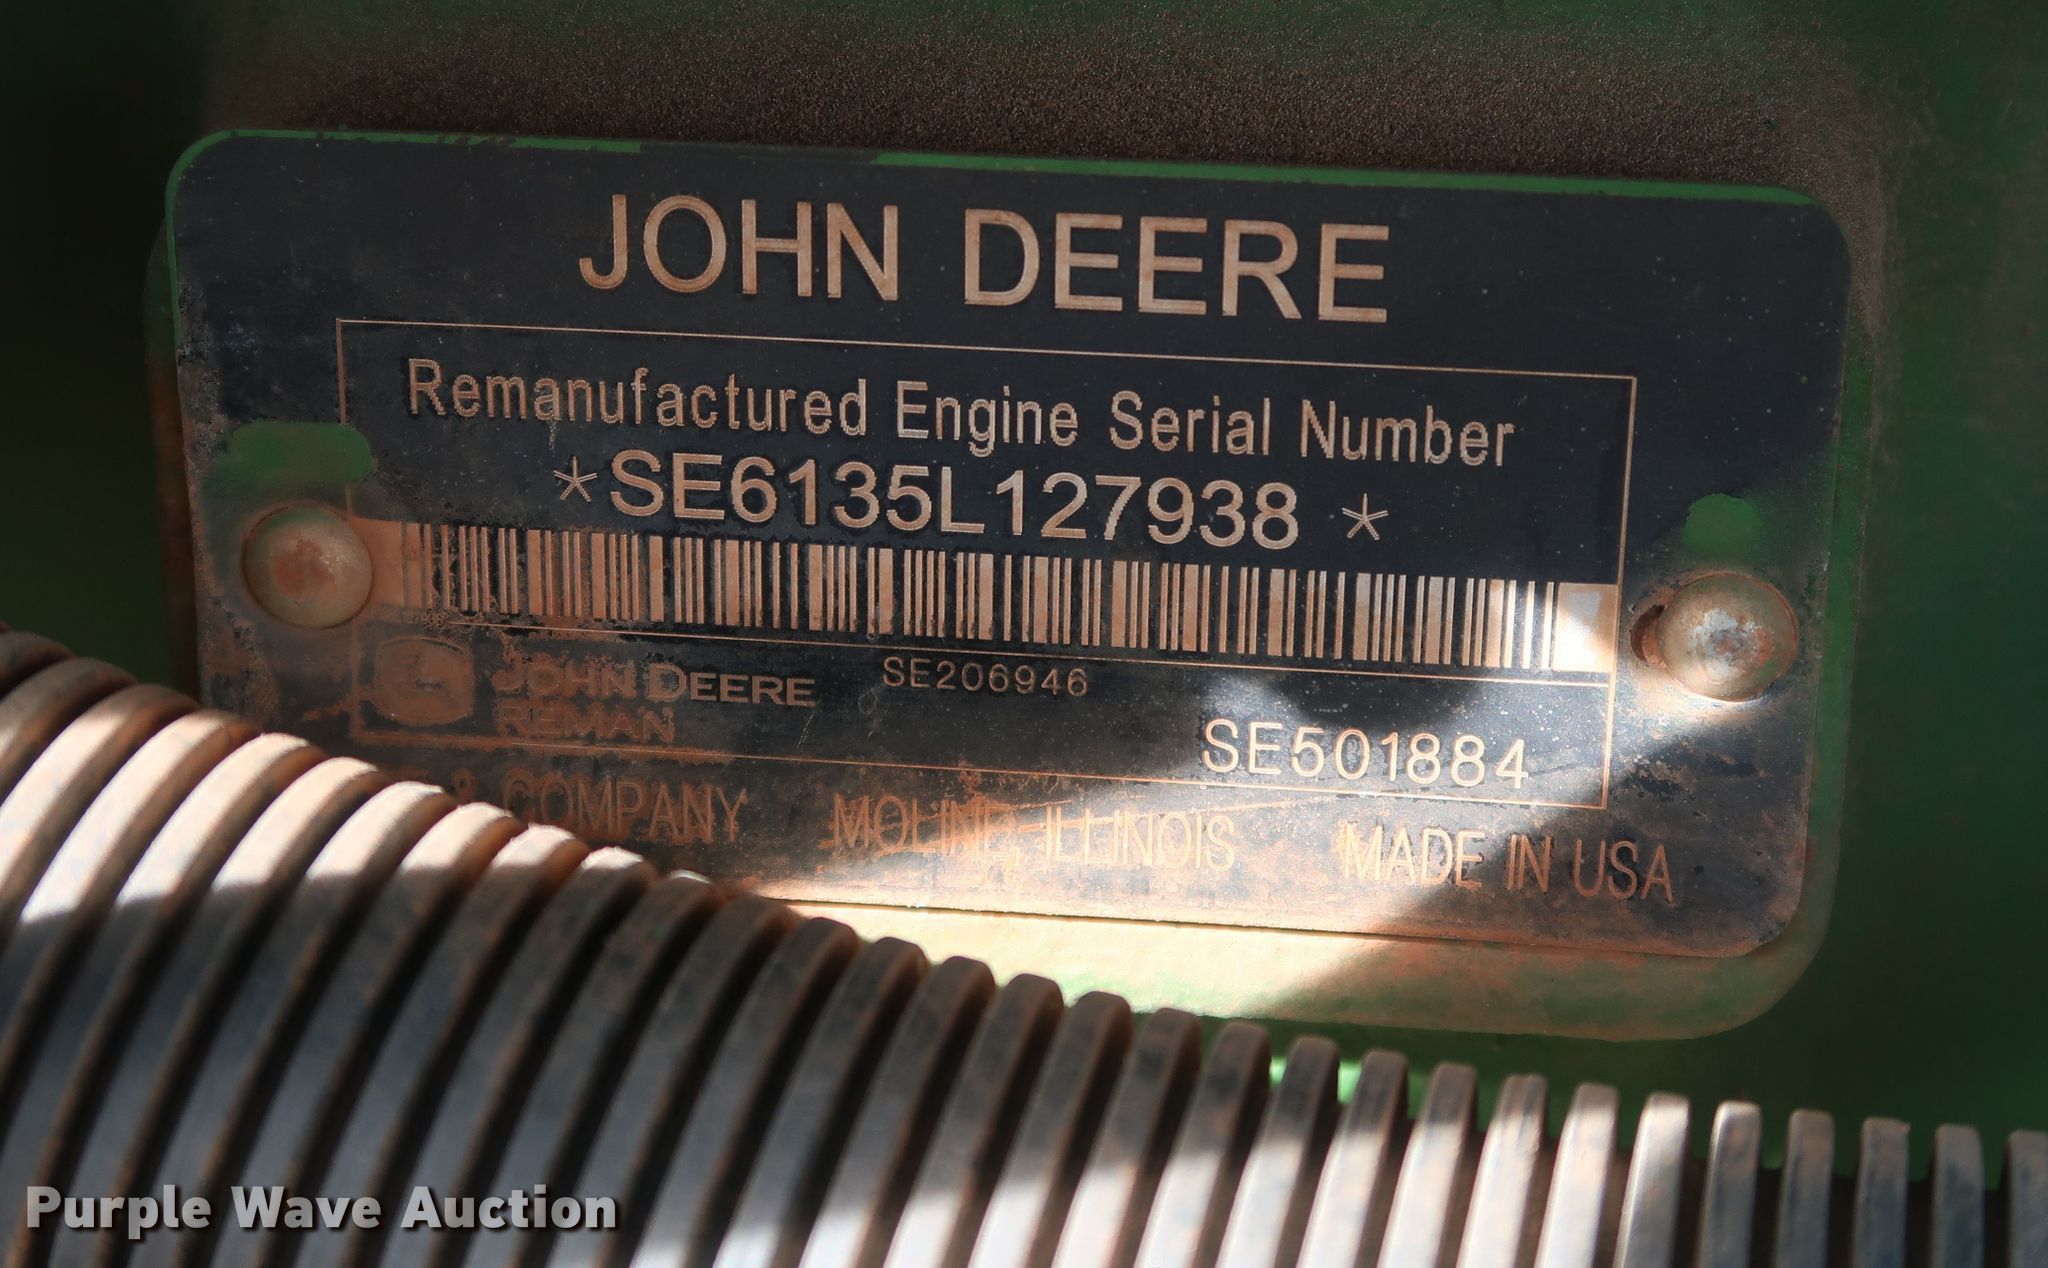 JOHN DEERE
Remanufactured Engine Serial Number
*SE6135L127938 *
JOHN DEERE SE206946
REMAN
SE501884
& COMPANY MOLINE, ILLINOIS MADE IN USA
Purple Wave Auction